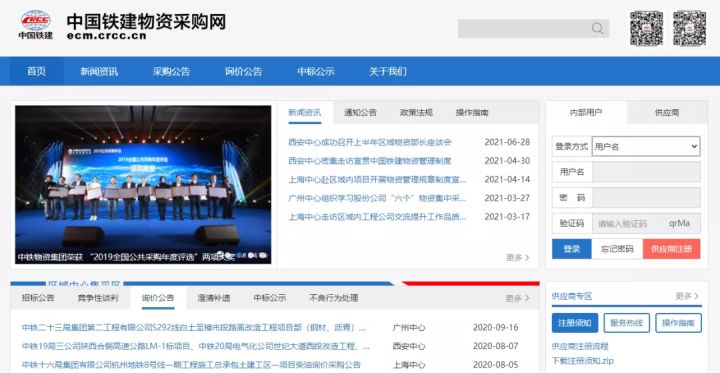 CRCC
中国铁建
中国铁建物资采购网
ecm.crcc.cn
首页 新闻资讯 采购公告 询价公告 中标公示 关于我们
中铁物资集团荣获 “2019全国公共采购年度评选”两项大奖
新闻资讯 通知公告 政策法规 操作指南
西安中心成功召开上半年区域物资部长座谈会 2021-06-28
西安中心密集走访宣贯中国铁建物资管理制度 2021-04-30
上海中心赴区域内项目开展物资管理规章制度宣... 2021-04-14
广州中心组织学习股份公司“六个”物资集中采... 2021-03-27
上海中心走访区域内工程公司交流提升工作品质... 2021-03-17
更多
内部用户 供应商
登录方式 用户名
用户名
密 码
验证码 请输入验证码 qrMa
登录 忘记密码 供应商注册
区域中心集采区
招标公告 竞争性谈判 询价公告 澄清补遗 中标公示 不良行为处理
中铁二十三局集团第二工程有限公司S292线白土至樟市段路面改造工程项目部（钢材、沥青）... 广州中心 2020-09-16
中铁19局三公司陕西合铜高速公路LM-1标项目、中铁20局电气化公司世纪大道西段改造工程... 西安中心 2020-08-07
中铁十六局集团有限公司杭州地铁8号线一期工程施工总承包土建工区一项目柴油询价采购公告 上海中心 2020-08-05
供应商专区 更多
注册须知 服务热线 操作指南
供应商注册流程
下载注册须知.zip